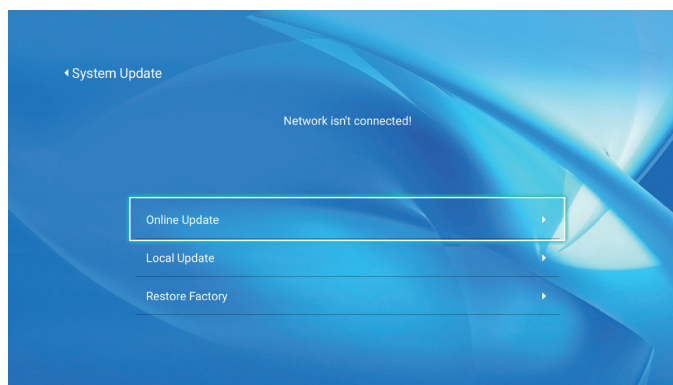 System Update
Network isn't connected!
Online Update
Local Update
Restore Factory